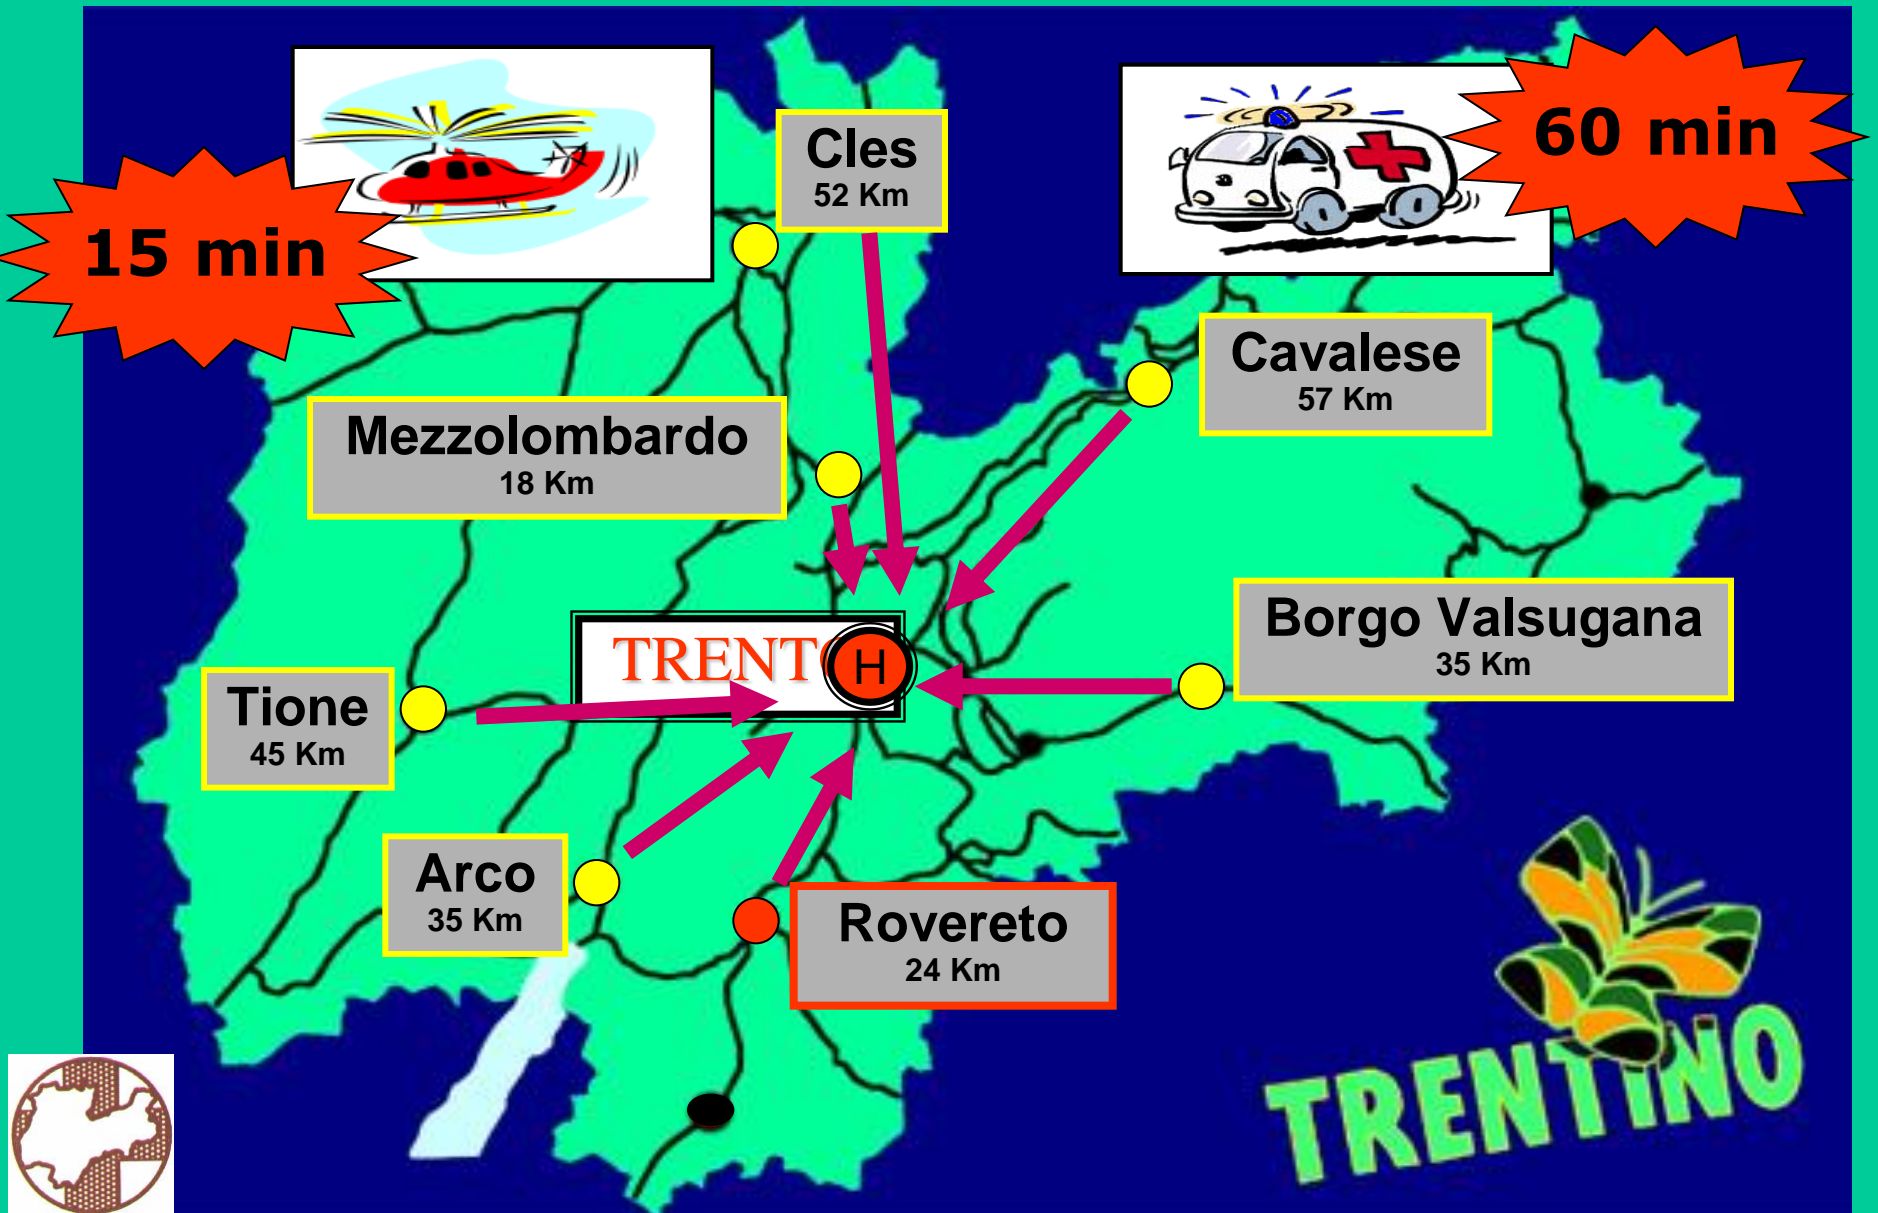 15 min
60 min
Cles
52 Km
Cavalese
57 Km
Mezzolombardo
18 Km
TRENTO
H
Borgo Valsugana
35 Km
Tione
45 Km
Arco
35 Km
Rovereto
24 Km
TRENTINO